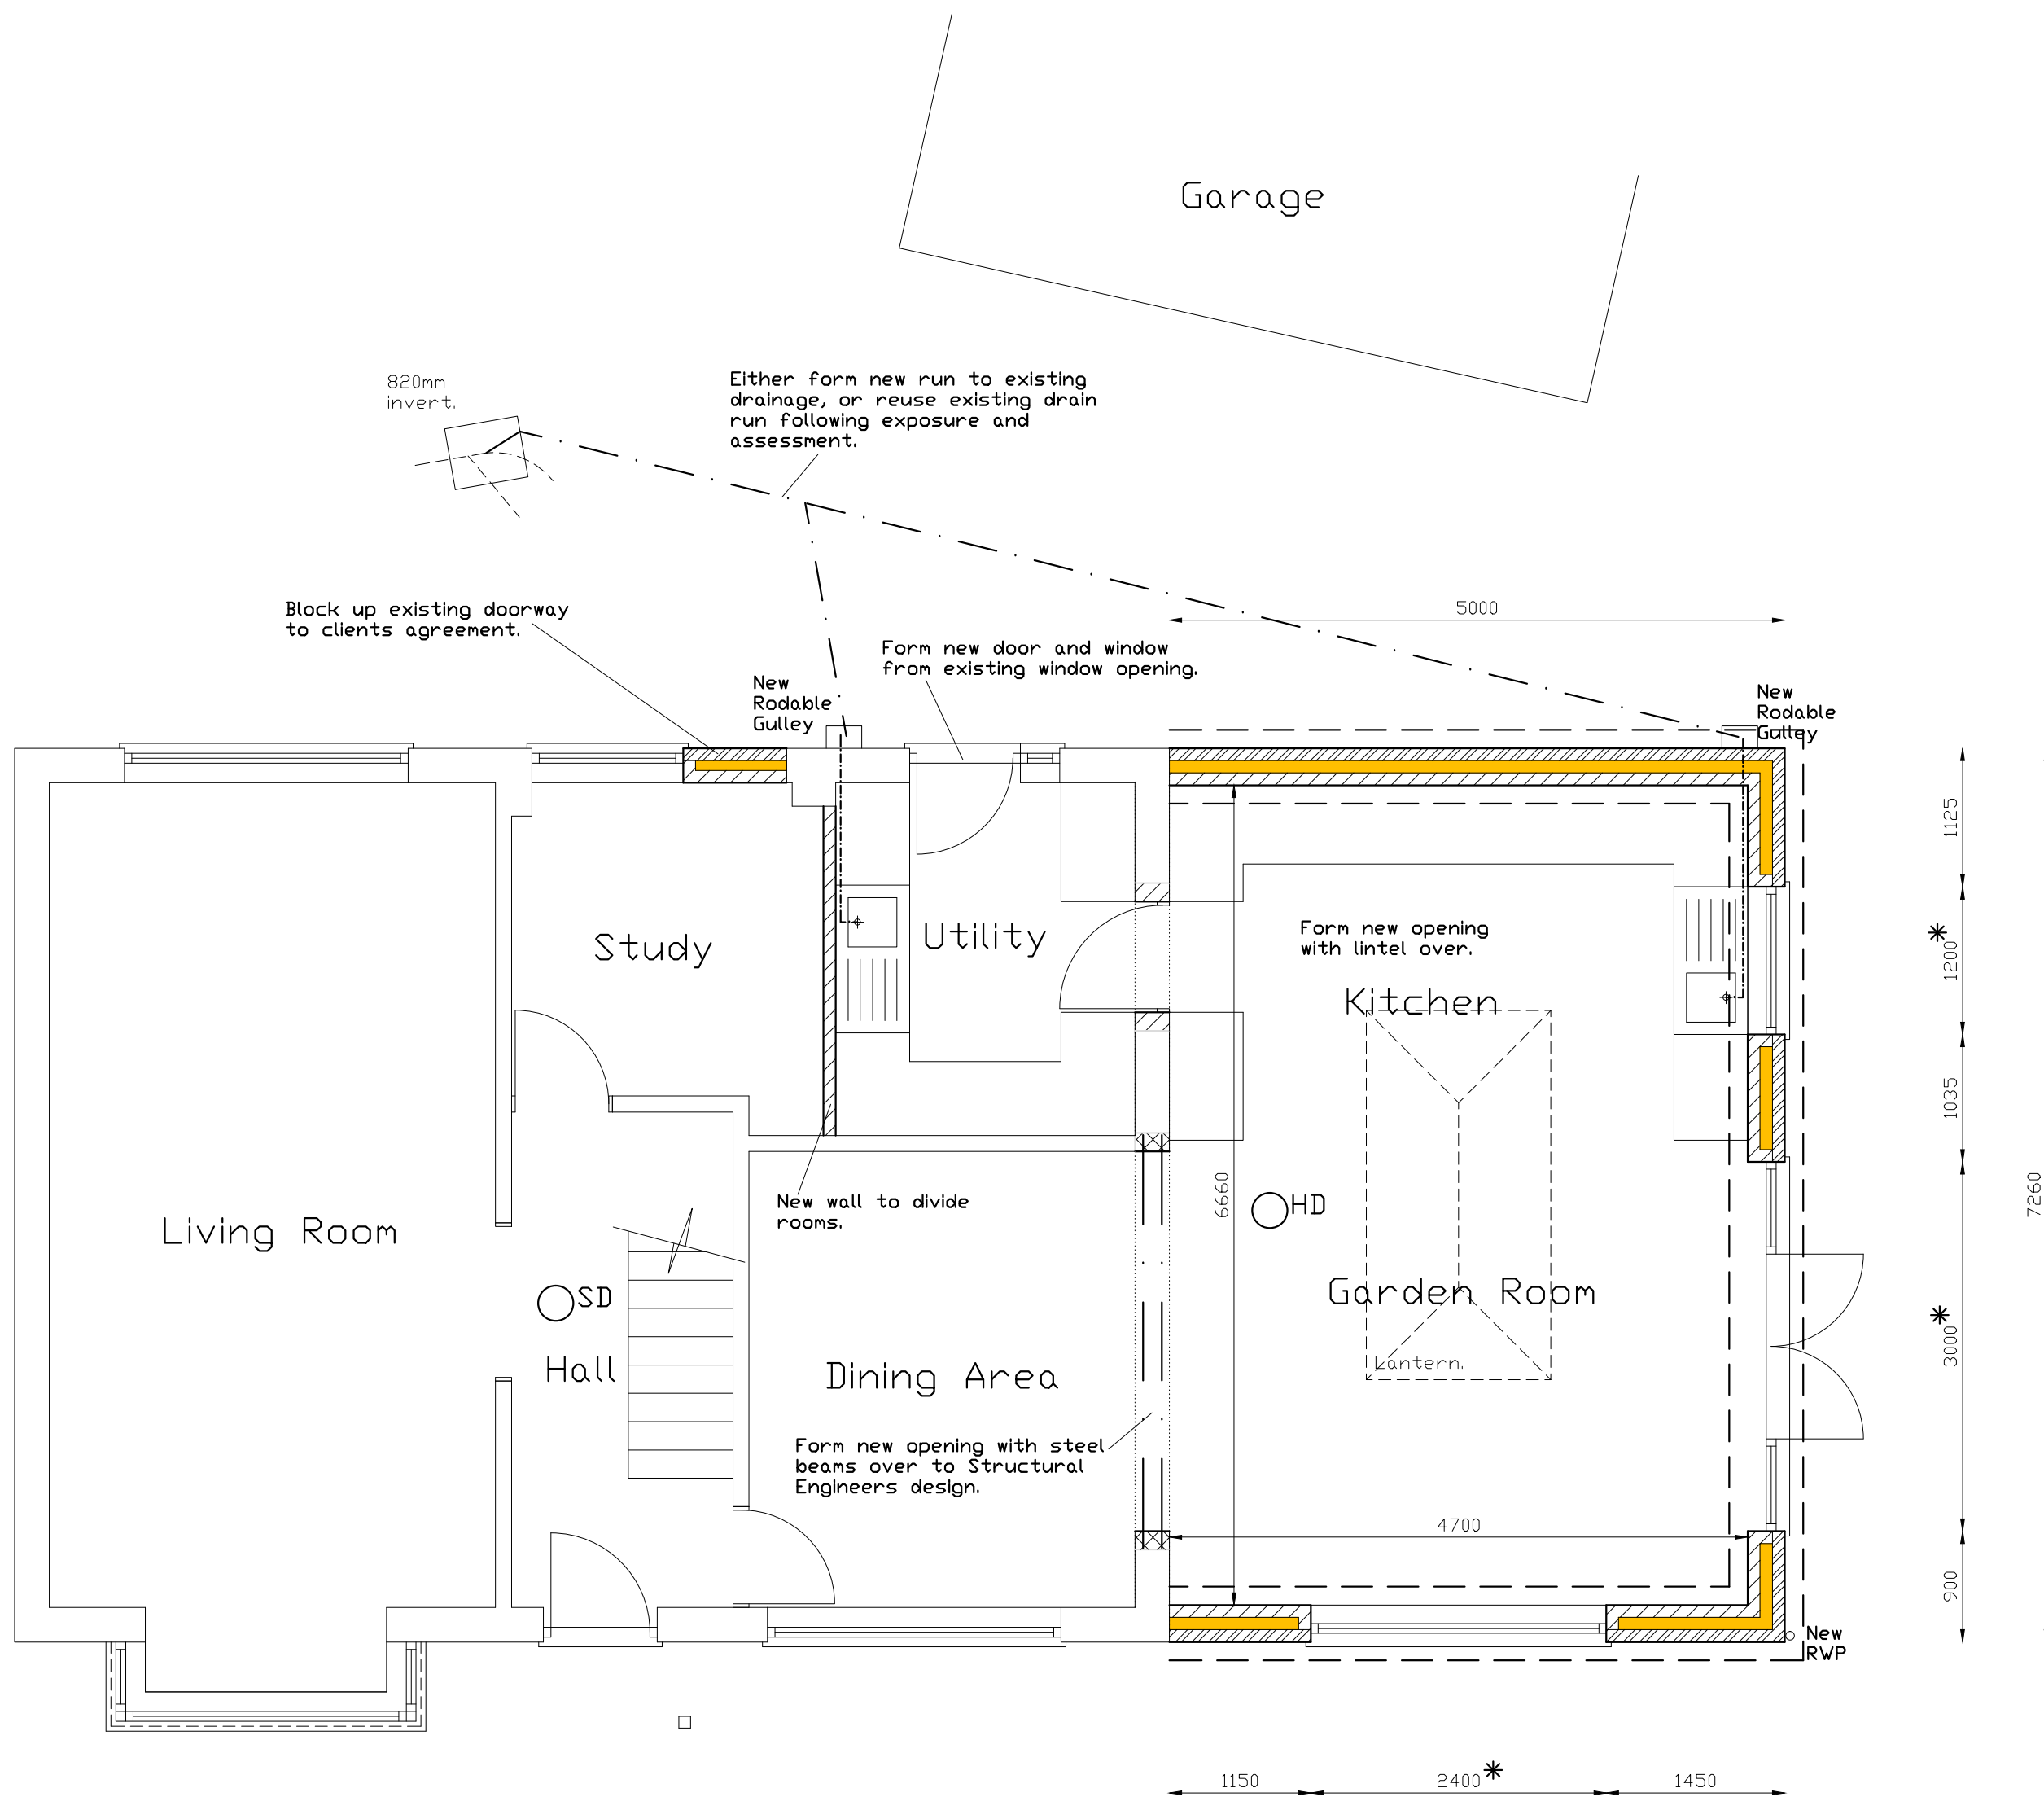 Garage
820mm
invert.
Either form new run to existing
drainage, or reuse existing drain
run following exposure and
assessment.
Block up existing doorway
to clients agreement.
5000
Form new door and window
from existing window opening.
New
Rodable
Gulley
New
Rodable
Gulley
1125
Study
Utility
Form new opening
with lintel over.
*
1200
Kitchen
1035
New wall to divide
rooms.
6660
HD
7260
Living Room
SD
Garden Room
*
3000
Hall
Dining Area
Lantern.
Form new opening with steel
beams over to Structural
Engineers design.
4700
900
New
RWP
1150
2400 *
1450